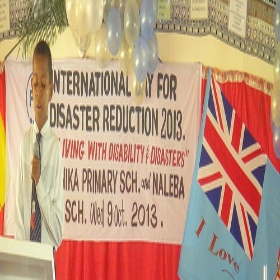 INTERNATIONAL DAY FOR
DISASTER REDUCTION 2013.
IVING WITH DISABILITY & DISASTERS"
NIKA PRIMARY SCH. and NALEBA
SCH. Wed 9 Oct. 2013.
I Love